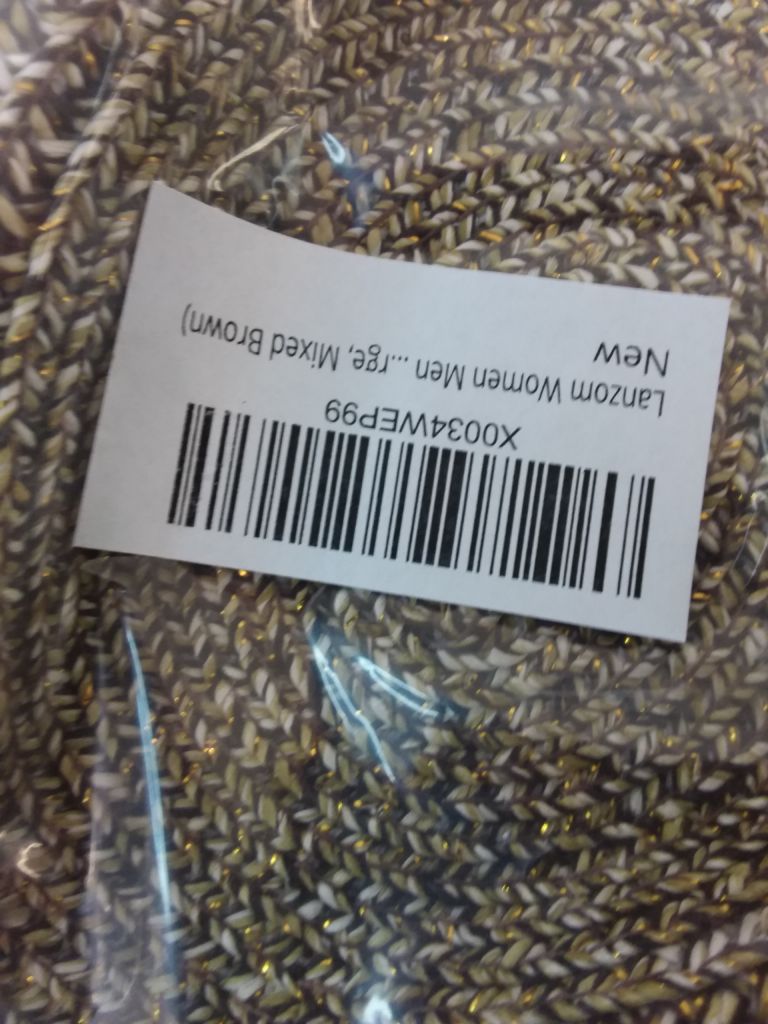 X0034WEP99
Lanzom Women Men ...rge, Mixed Brown)
New